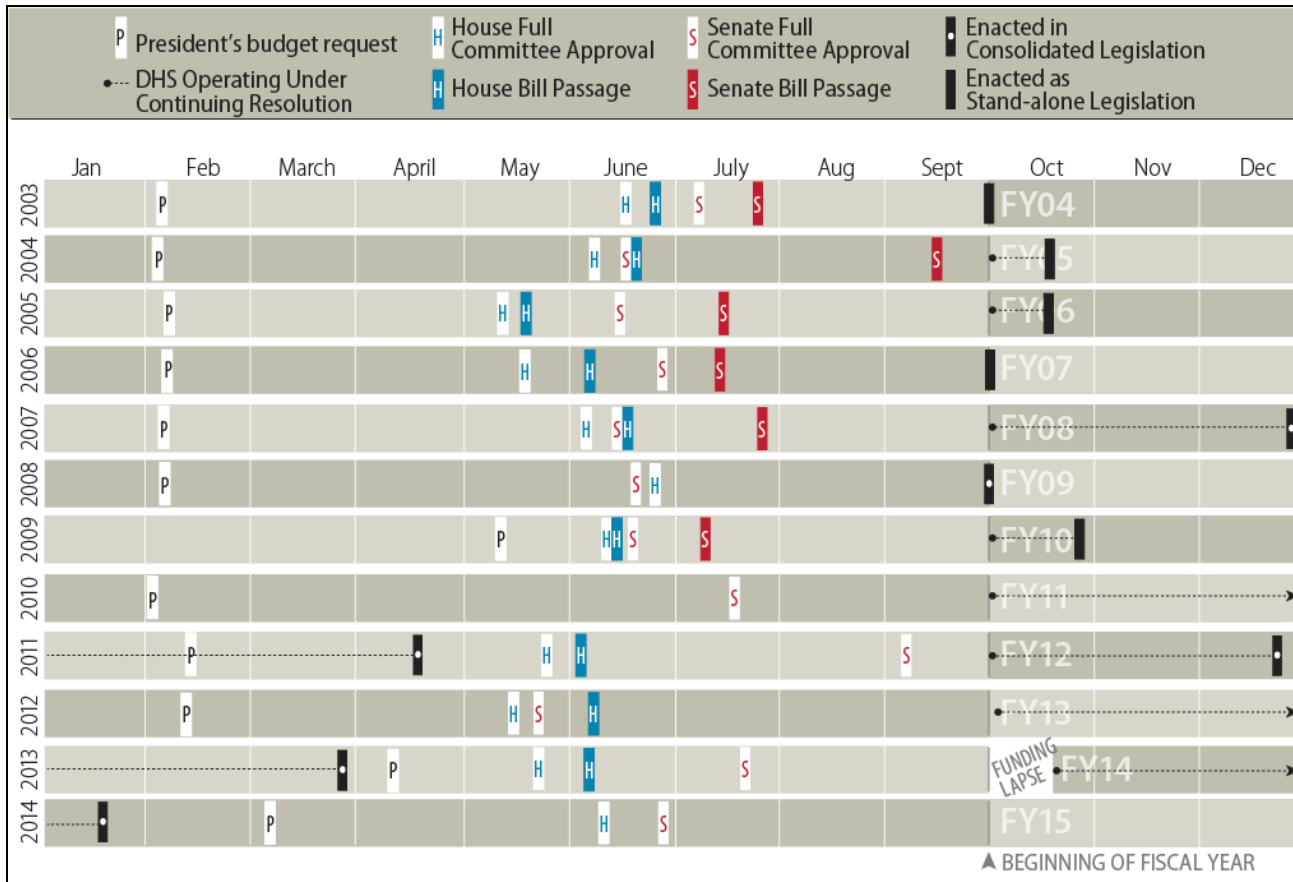 P President's budget request
DHS Operating Under
Continuing Resolution
H House Full
Committee Approval
H House Bill Passage
S Senate Full
Committee Approval
S Senate Bill Passage
Enacted in
Consolidated Legislation
Enacted as
Stand-alone Legislation
Jan Feb March April May June July Aug Sept Oct Nov Dec
2003 P H H S S FY04
2004 P H S H S FY05
2005 P H H S S FY06
2006 P H H S S FY07
2007 P H S H S FY08
2008 P S H FY09
2009 P H H S S FY10
2010 P S FY11
2011 P H H S FY12
2012 P H S H FY13
2013 P H H S FUNDING LAPSE FY14
2014 P H S FY15
BEGINNING OF FISCAL YEAR